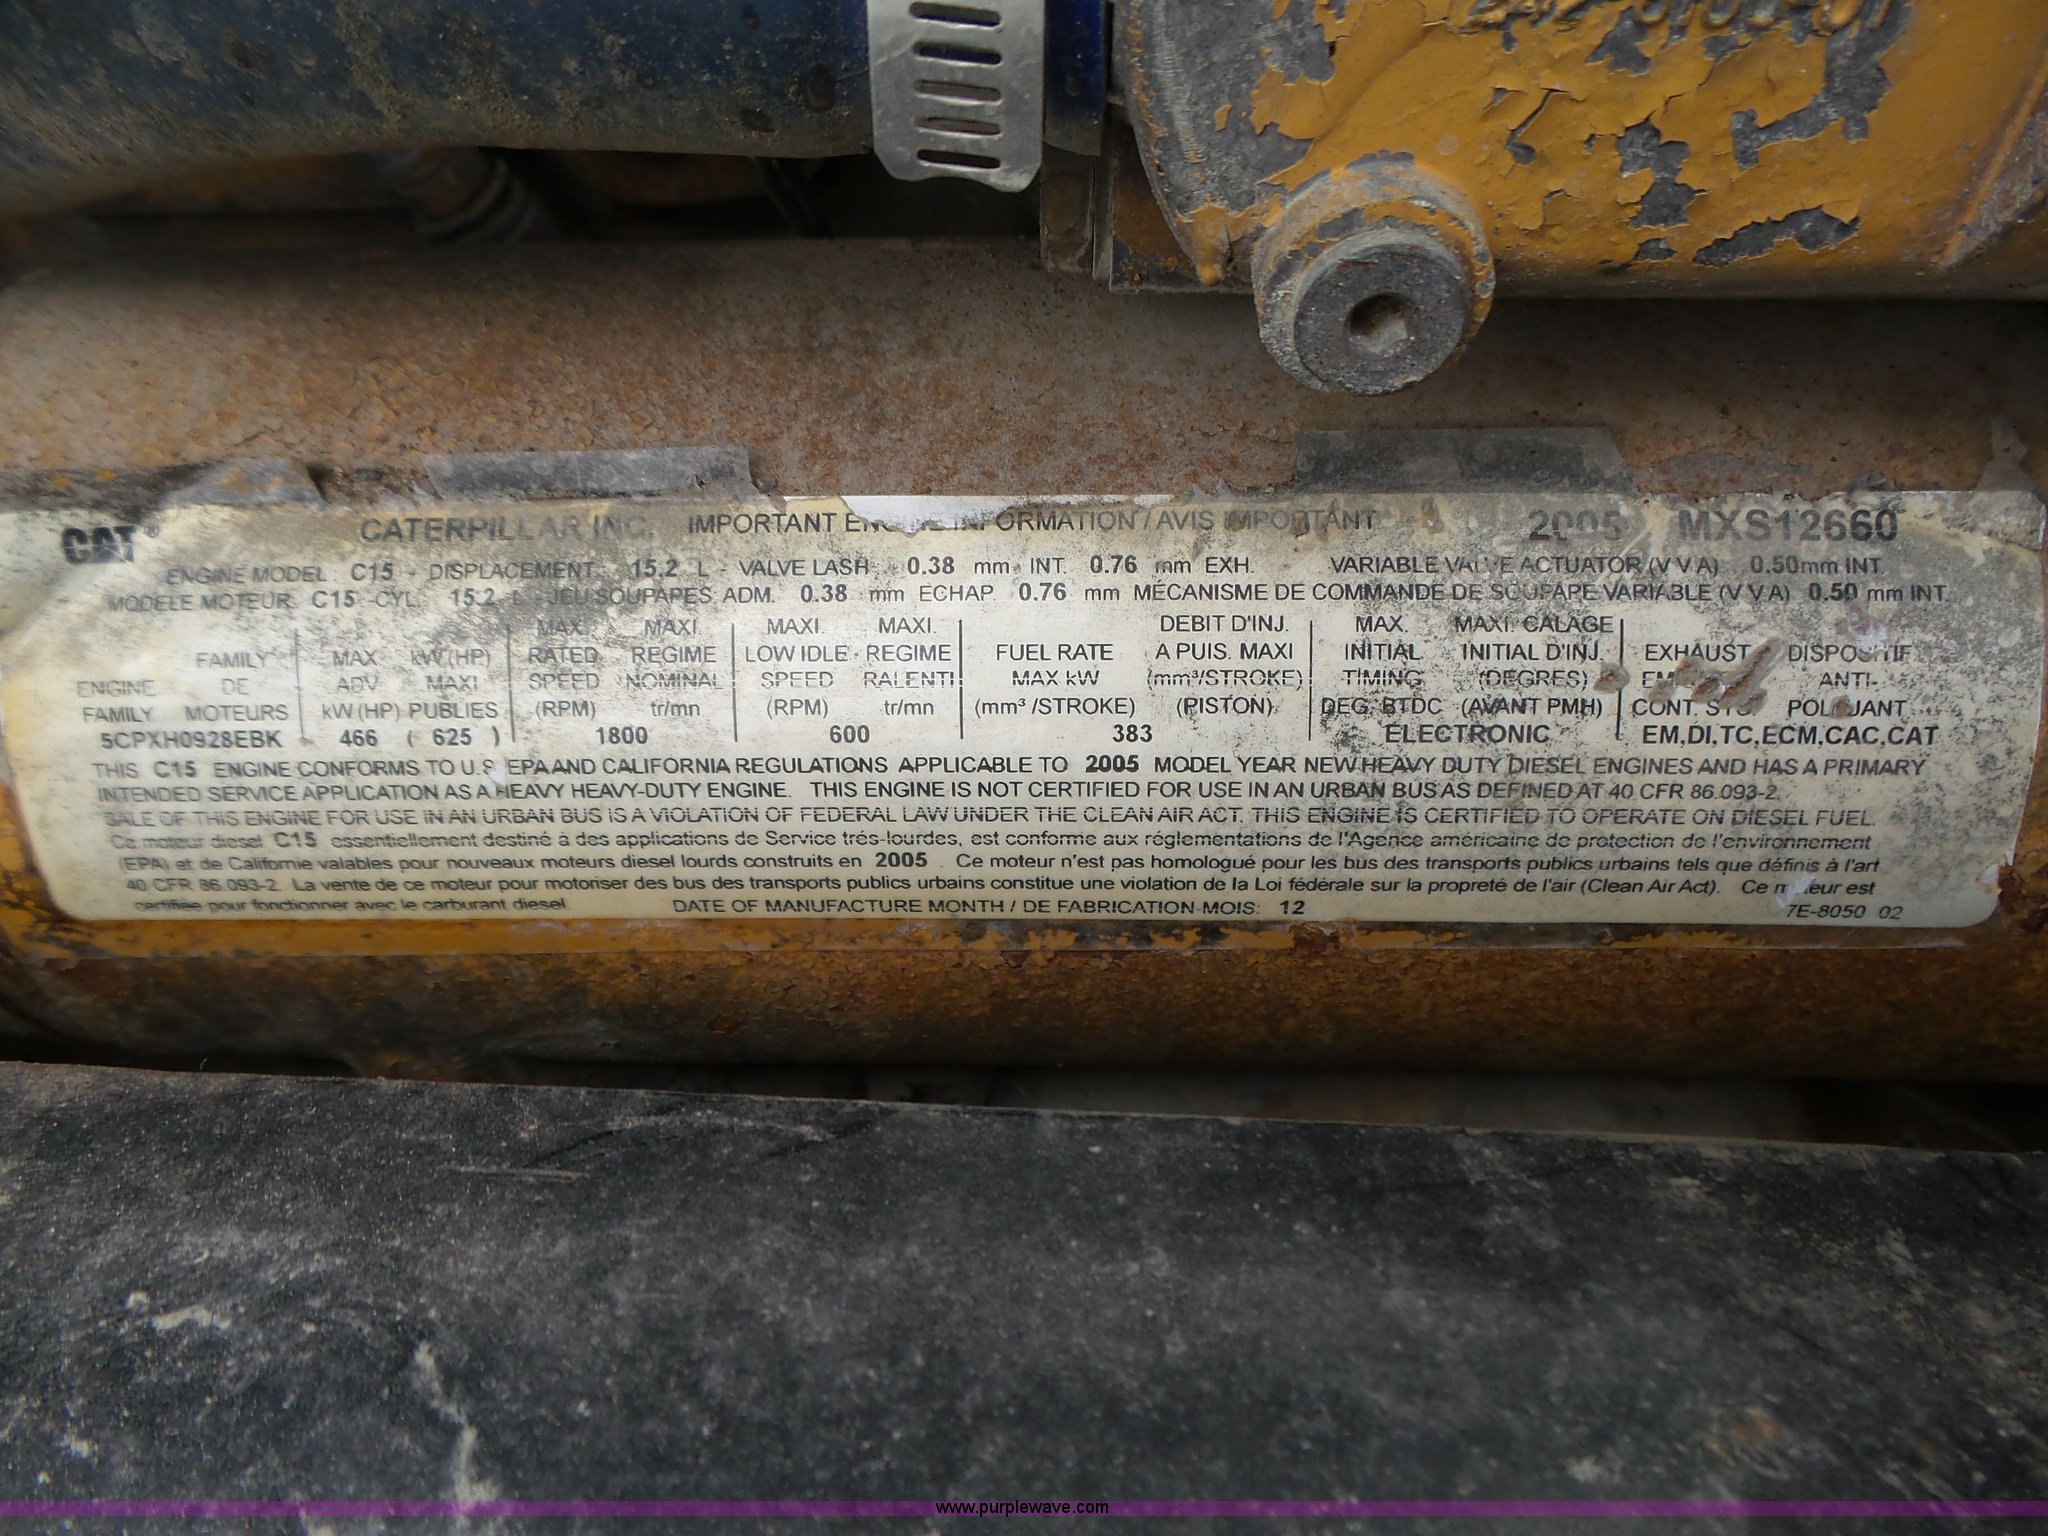 CAT® CATERPILLAR INC. IMPORTANT ENGINE INFORMATION / AVIS IMPORTANT 2005 MXS12660
ENGINE MODEL C15 - DISPLACEMENT 15.2 L - VALVE LASH 0.38 mm INT. 0.76 mm EXH. VARIABLE VALVE ACTUATOR (V V A) 0.50mm INT.
MODÈLE MOTEUR C15 -CYL. 15.2 L - JEU SOUPAPES ADM. 0.38 mm ECHAP. 0.76 mm MÉCANISME DE COMMANDE DE SOUPAPE VARIABLE (V V A) 0.50 mm INT.
MAX. MAXI. MAXI. MAXI. DEBIT D'INJ. MAX. MAXI. CALAGE
FAMILY MAX kW (HP) RATED REGIME LOW IDLE REGIME FUEL RATE A PUIS. MAXI INITIAL INITIAL D'INJ. EXHAUST DISPOSITIF
ENGINE DE ADV MAXI SPEED NOMINAL SPEED RALENTI MAX kW (mm³/STROKE) TIMING (DEGRES) ANTI-
FAMILY MOTEURS kW (HP) PUBLIES (RPM) tr/mn (RPM) tr/mn (mm³ /STROKE) (PISTON) DEG. BTDC (AVANT PMH) CONT. SYS. POLLUANT
5CPXH0928EBK 466 ( 625 ) 1800 600 383 ELECTRONIC EM,DI,TC,ECM,CAC,CAT
THIS C15 ENGINE CONFORMS TO U.S EPA AND CALIFORNIA REGULATIONS APPLICABLE TO 2005 MODEL YEAR NEW HEAVY DUTY DIESEL ENGINES AND HAS A PRIMARY
INTENDED SERVICE APPLICATION AS A HEAVY HEAVY-DUTY ENGINE. THIS ENGINE IS NOT CERTIFIED FOR USE IN AN URBAN BUS AS DEFINED AT 40 CFR 86.093-2.
SALE OF THIS ENGINE FOR USE IN AN URBAN BUS IS A VIOLATION OF FEDERAL LAW UNDER THE CLEAN AIR ACT. THIS ENGINE IS CERTIFIED TO OPERATE ON DIESEL FUEL.
Ce moteur diesel C15 essentiellement destiné à des applications de Service trés-lourdes, est conforme aux réglementations de l'Agence américaine de protection de l'environnement
(EPA) et de Californie valables pour nouveaux moteurs diesel lourds construits en 2005 . Ce moteur n'est pas homologué pour les bus des transports publics urbains tels que définis à l'art
40 CFR 86.093-2. La vente de ce moteur pour motoriser des bus des transports publics urbains constitue une violation de la Loi fédérale sur la propreté de l'air (Clean Air Act). Ce moteur est
certifiée pour fonctionner avec le carburant diesel. DATE OF MANUFACTURE MONTH / DE FABRICATION-MOIS: 12 7E-8050 02
www.purplewave.com